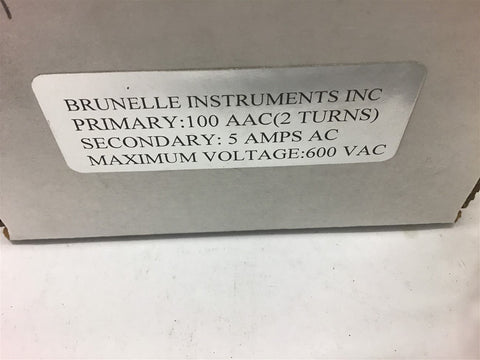 BRUNELLE INSTRUMENTS INC
PRIMARY:100 AAC(2 TURNS)
SECONDARY: 5 AMPS AC
MAXIMUM VOLTAGE:600 VAC